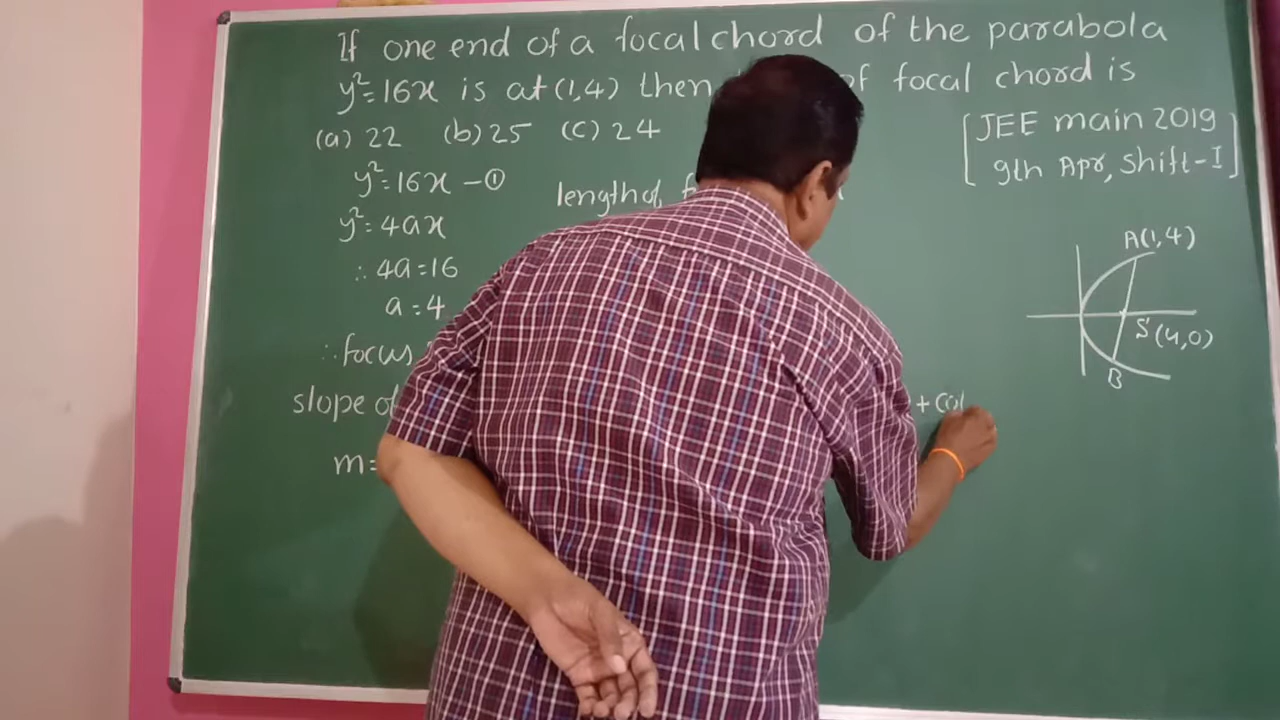 If one end of a focal chord of the parabola
y²=16x is at (1,4) then of focal chord is
(a) 22 (b) 25 (c) 24
[JEE main 2019
9th Apr, Shift-I]
y²=16x -①
length of
y²=4ax
∴ 4a=16
a=4
∴ focus
slope of
m=
+ co
A(1,4)
S(4,0)
B